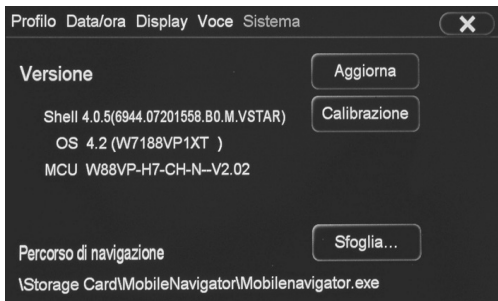 Profilo Data/ora Display Voce Sistema
Versione
Aggiorna
Shell 4.0.5(6944.07201558.B0.M.VSTAR)
Calibrazione
OS 4.2 (W7188VP1XT )
MCU W88VP-H7-CH-N--V2.02
Sfoglia...
Percorso di navigazione
\Storage Card\MobileNavigator\Mobilenavigator.exe